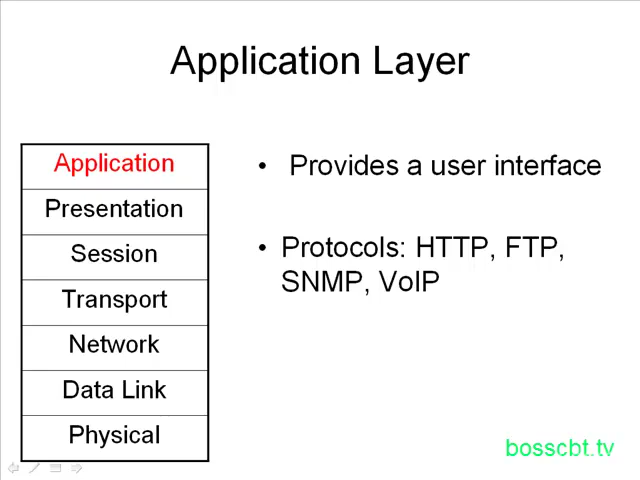 Application Layer
Application
Presentation
Session
Transport
Network
Data Link
Physical
• Provides a user interface
• Protocols: HTTP, FTP,
SNMP, VoIP
bosscbt.tv